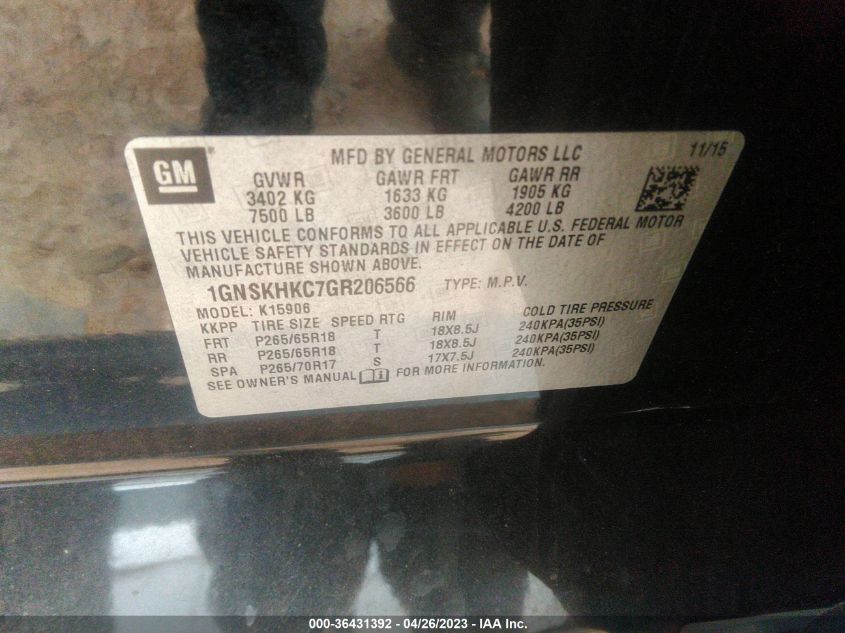 GM
MFD BY GENERAL MOTORS LLC 11/15
GVWR GAWR FRT GAWR RR
3402 KG 1633 KG 1905 KG
7500 LB 3600 LB 4200 LB
THIS VEHICLE CONFORMS TO ALL APPLICABLE U.S. FEDERAL MOTOR
VEHICLE SAFETY STANDARDS IN EFFECT ON THE DATE OF
MANUFACTURE SHOWN ABOVE.
1GNSKHKC7GR206566 TYPE: M.P.V.
MODEL: K15906
KKPP TIRE SIZE SPEED RTG RIM COLD TIRE PRESSURE
FRT P265/65R18 T 18X8.5J 240KPA(35PSI)
RR P265/65R18 T 18X8.5J 240KPA(35PSI)
SPA P265/70R17 S 17X7.5J 240KPA(35PSI)
SEE OWNER'S MANUAL FOR MORE INFORMATION.
000-36431392 - 04/26/2023 - IAA Inc.